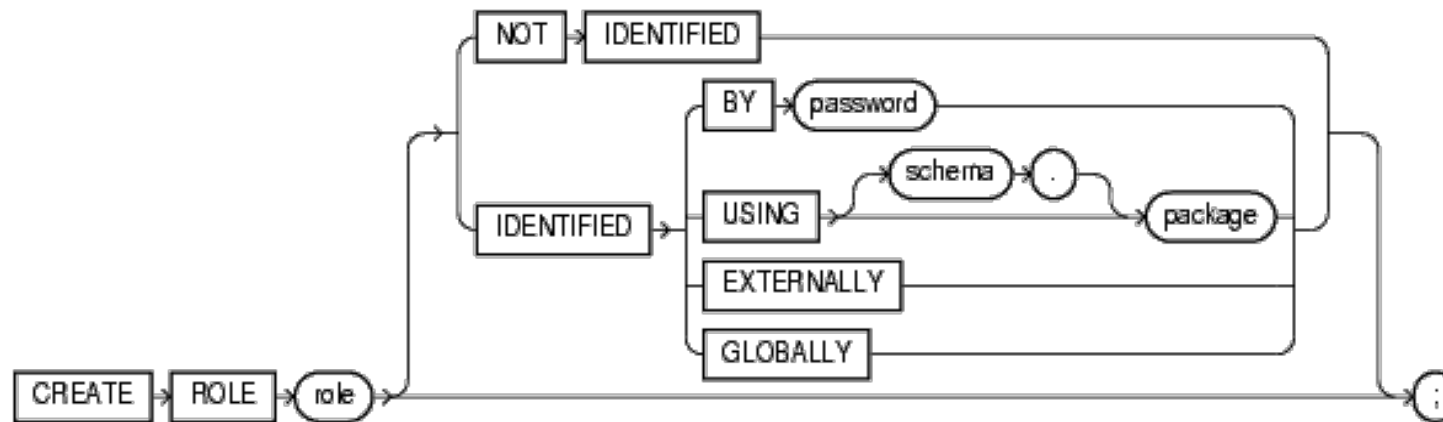 NOT IDENTIFIED
BY password
schema .
USING package
IDENTIFIED
EXTERNALLY
GLOBALLY
CREATE ROLE role ;